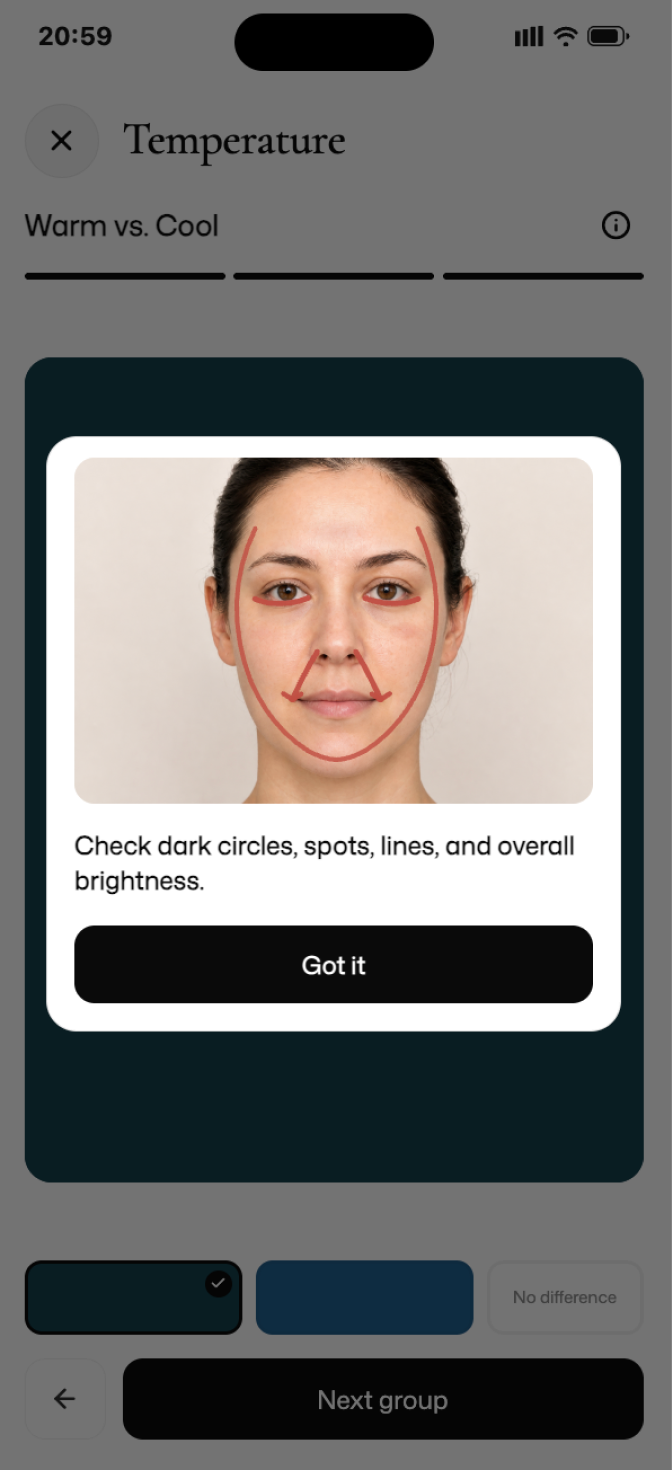 20:59
Temperature
Warm vs. Cool
Check dark circles, spots, lines, and overall
brightness.
Got it
No difference
Next group